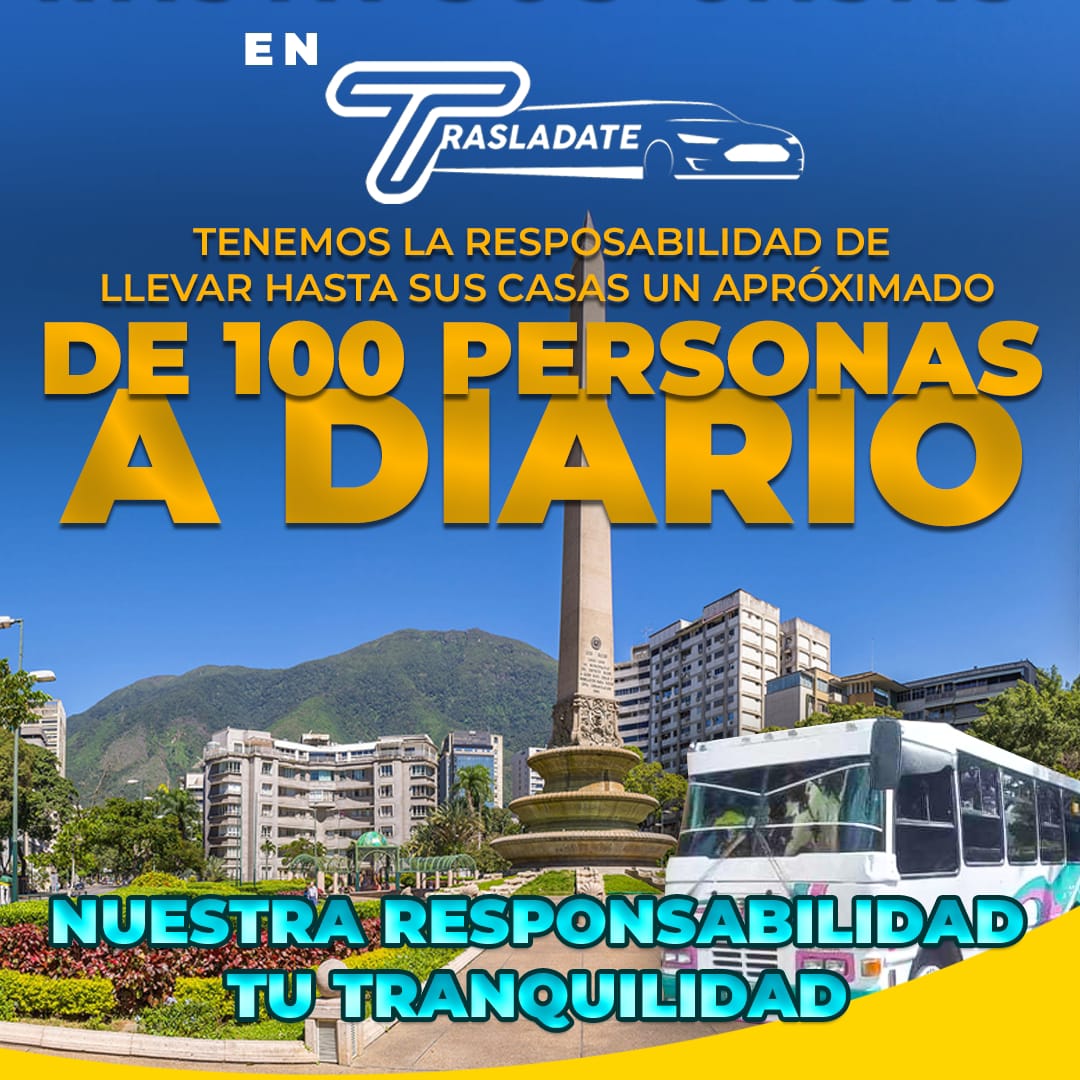 EN
TRASLADATE
TENEMOS LA RESPOSABILIDAD DE
LLEVAR HASTA SUS CASAS UN APRÓXIMADO
DE 100 PERSONAS
A DIARIO
NUESTRA RESPONSABILIDAD
TU TRANQUILIDAD